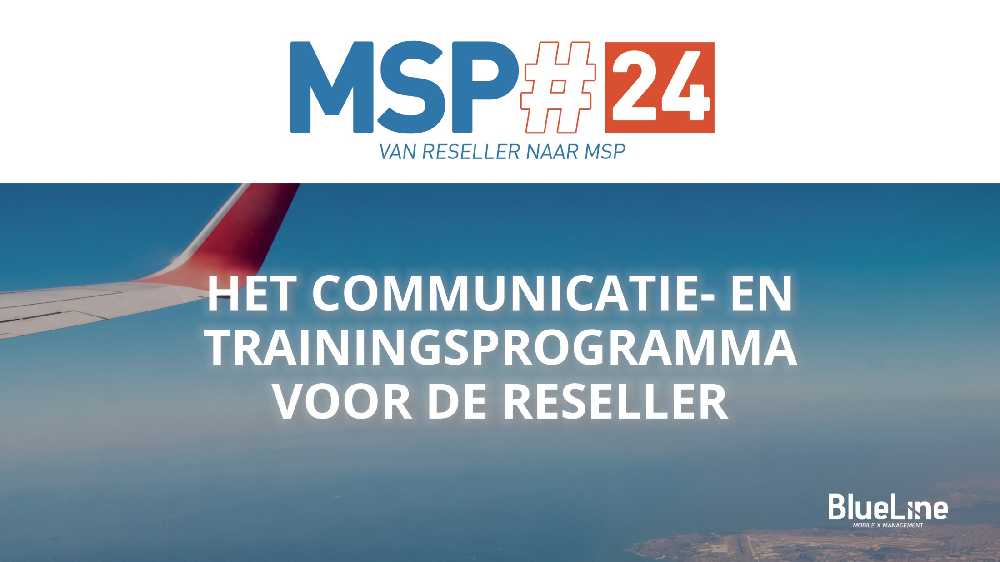 MSP#24
VAN RESELLER NAAR MSP
HET COMMUNICATIE- EN
TRAININGSPROGRAMMA
VOOR DE RESELLER
BlueLine
MOBILE X MANAGEMENT